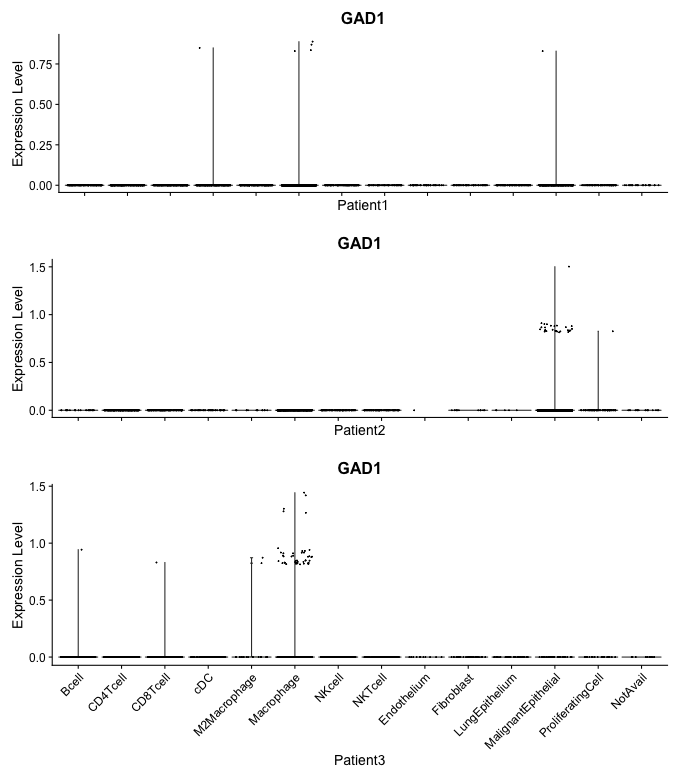 GAD1
Expression Level
0.75
0.50
0.25
0.00
Patient1
GAD1
Expression Level
1.5
1.0
0.5
0.0
Patient2
GAD1
Expression Level
1.5
1.0
0.5
0.0
Bcell
CD4Tcell
CD8Tcell
cDC
M2Macrophage
Macrophage
NKcell
NKTcell
Endothelium
Fibroblast
LungEpithelium
MalignantEpithelial
ProliferatingCell
NotAvail
Patient3